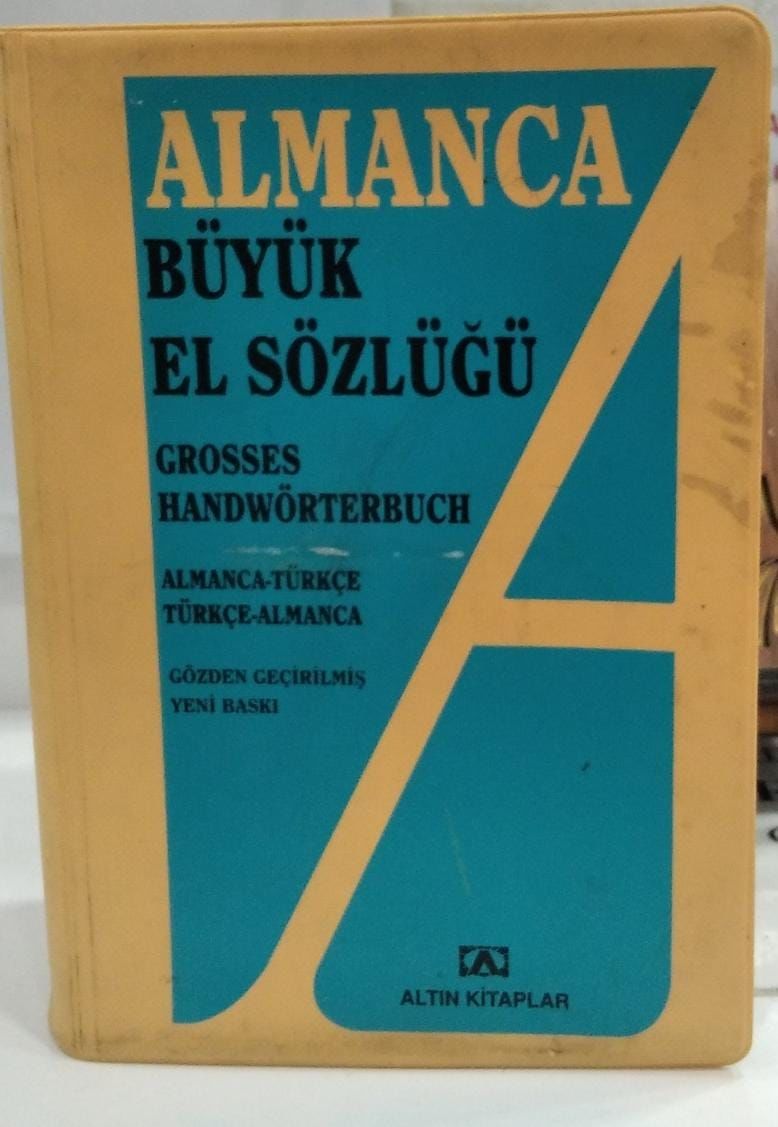 ALMANCA
BÜYÜK
EL SÖZLÜĞÜ
GROSSES
HANDWÖRTERBUCH
ALMANCA-TÜRKÇE
TÜRKÇE-ALMANCA
GÖZDEN GEÇİRİLMİŞ
YENİ BASKI
ALTIN KİTAPLAR